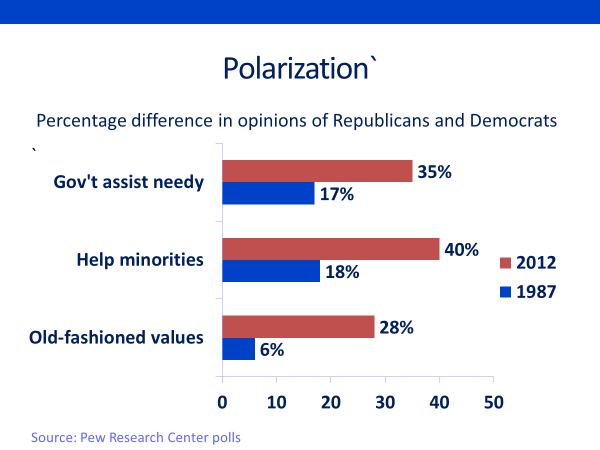 Polarization`
Percentage difference in opinions of Republicans and Democrats
`
Gov't assist needy
35%
17%
Help minorities
40%
18%
2012
1987
Old-fashioned values
28%
6%
0 10 20 30 40 50
Source: Pew Research Center polls